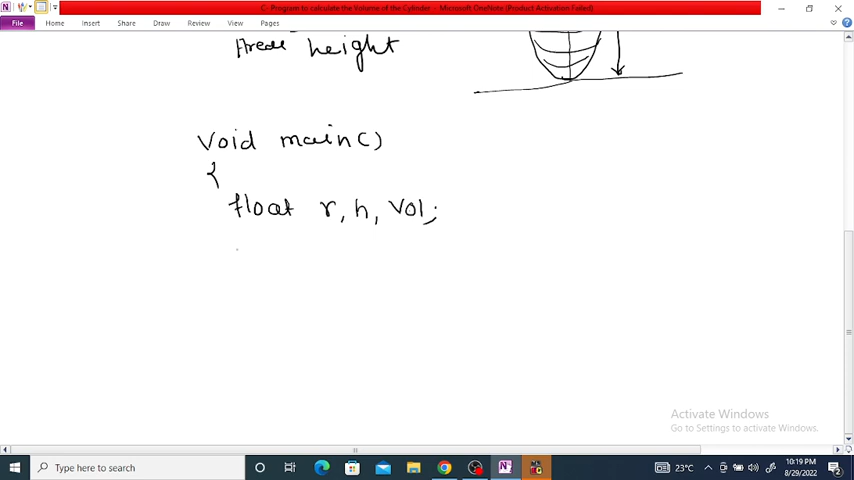 C- Program to calculate the Volume of the Cylinder - Microsoft OneNote (Product Activation Failed)
File Home Insert Share Draw Review View Pages
Area height
Void main()
{
float r, h, Vol;
Activate Windows
Go to Settings to activate Windows.
Type here to search
23°C
10:19 PM
8/29/2022
2